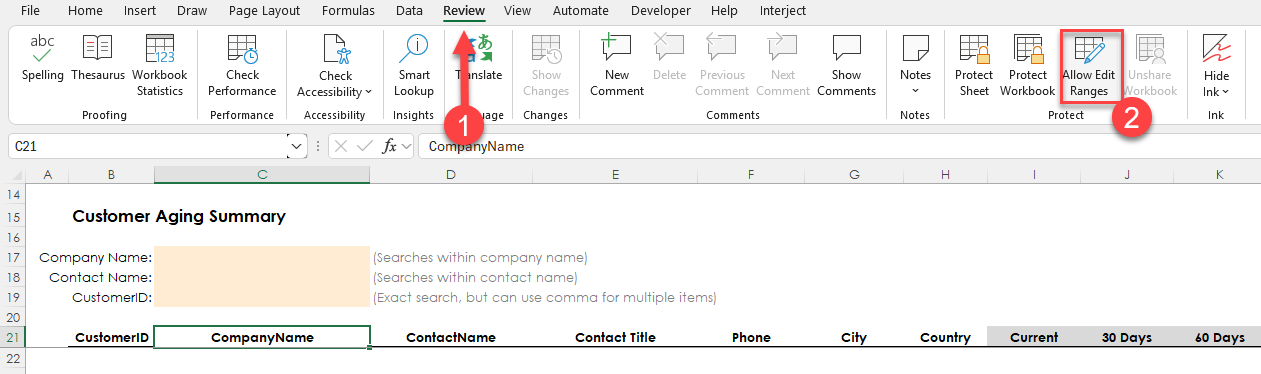 File Home Insert Draw Page Layout Formulas Data Review View Automate Developer Help Interject
abc
123
Spelling Thesaurus Workbook Statistics
Check Performance
Check Accessibility
Smart Lookup
Translate
Show Changes
New Comment Delete Previous Comment Next Comment Show Comments
Notes
Protect Sheet Protect Workbook Allow Edit Ranges Unshare Workbook
Hide Ink
Proofing Performance Accessibility Insights uage Changes Comments Protect Ink
1
2
C21 fx CompanyName
A B C D E F G H I J K
14
15 Customer Aging Summary
16
17 Company Name: (Searches within company name)
18 Contact Name: (Searches within contact name)
19 CustomerID: (Exact search, but can use comma for multiple items)
20
21 CustomerID CompanyName ContactName Contact Title Phone City Country Current 30 Days 60 Days
22